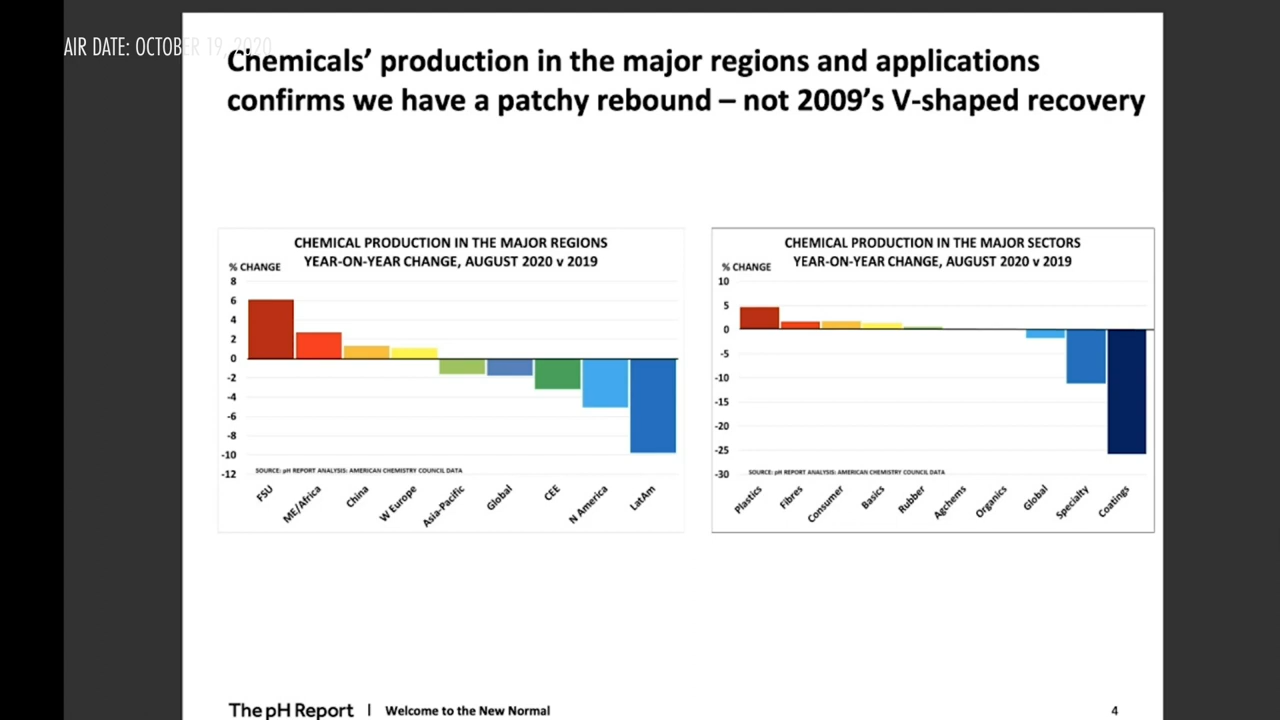 AIR DATE: OCTOBER 19, 2020
Chemicals’ production in the major regions and applications
confirms we have a patchy rebound – not 2009’s V-shaped recovery
CHEMICAL PRODUCTION IN THE MAJOR REGIONS
YEAR-ON-YEAR CHANGE, AUGUST 2020 v 2019
% CHANGE
8
6
4
2
0
-2
-4
-6
-8
-10
-12
SOURCE: pH REPORT ANALYSIS: AMERICAN CHEMISTRY COUNCIL DATA
FSU
ME/Africa
China
W Europe
Asia-Pacific
Global
CEE
N America
LatAm
CHEMICAL PRODUCTION IN THE MAJOR SECTORS
YEAR-ON-YEAR CHANGE, AUGUST 2020 v 2019
% CHANGE
10
5
0
-5
-10
-15
-20
-25
-30
SOURCE: pH REPORT ANALYSIS: AMERICAN CHEMISTRY COUNCIL DATA
Plastics
Fibres
Consumer
Basics
Rubber
Agchems
Organics
Global
Specialty
Coatings
The pH Report | Welcome to the New Normal
4